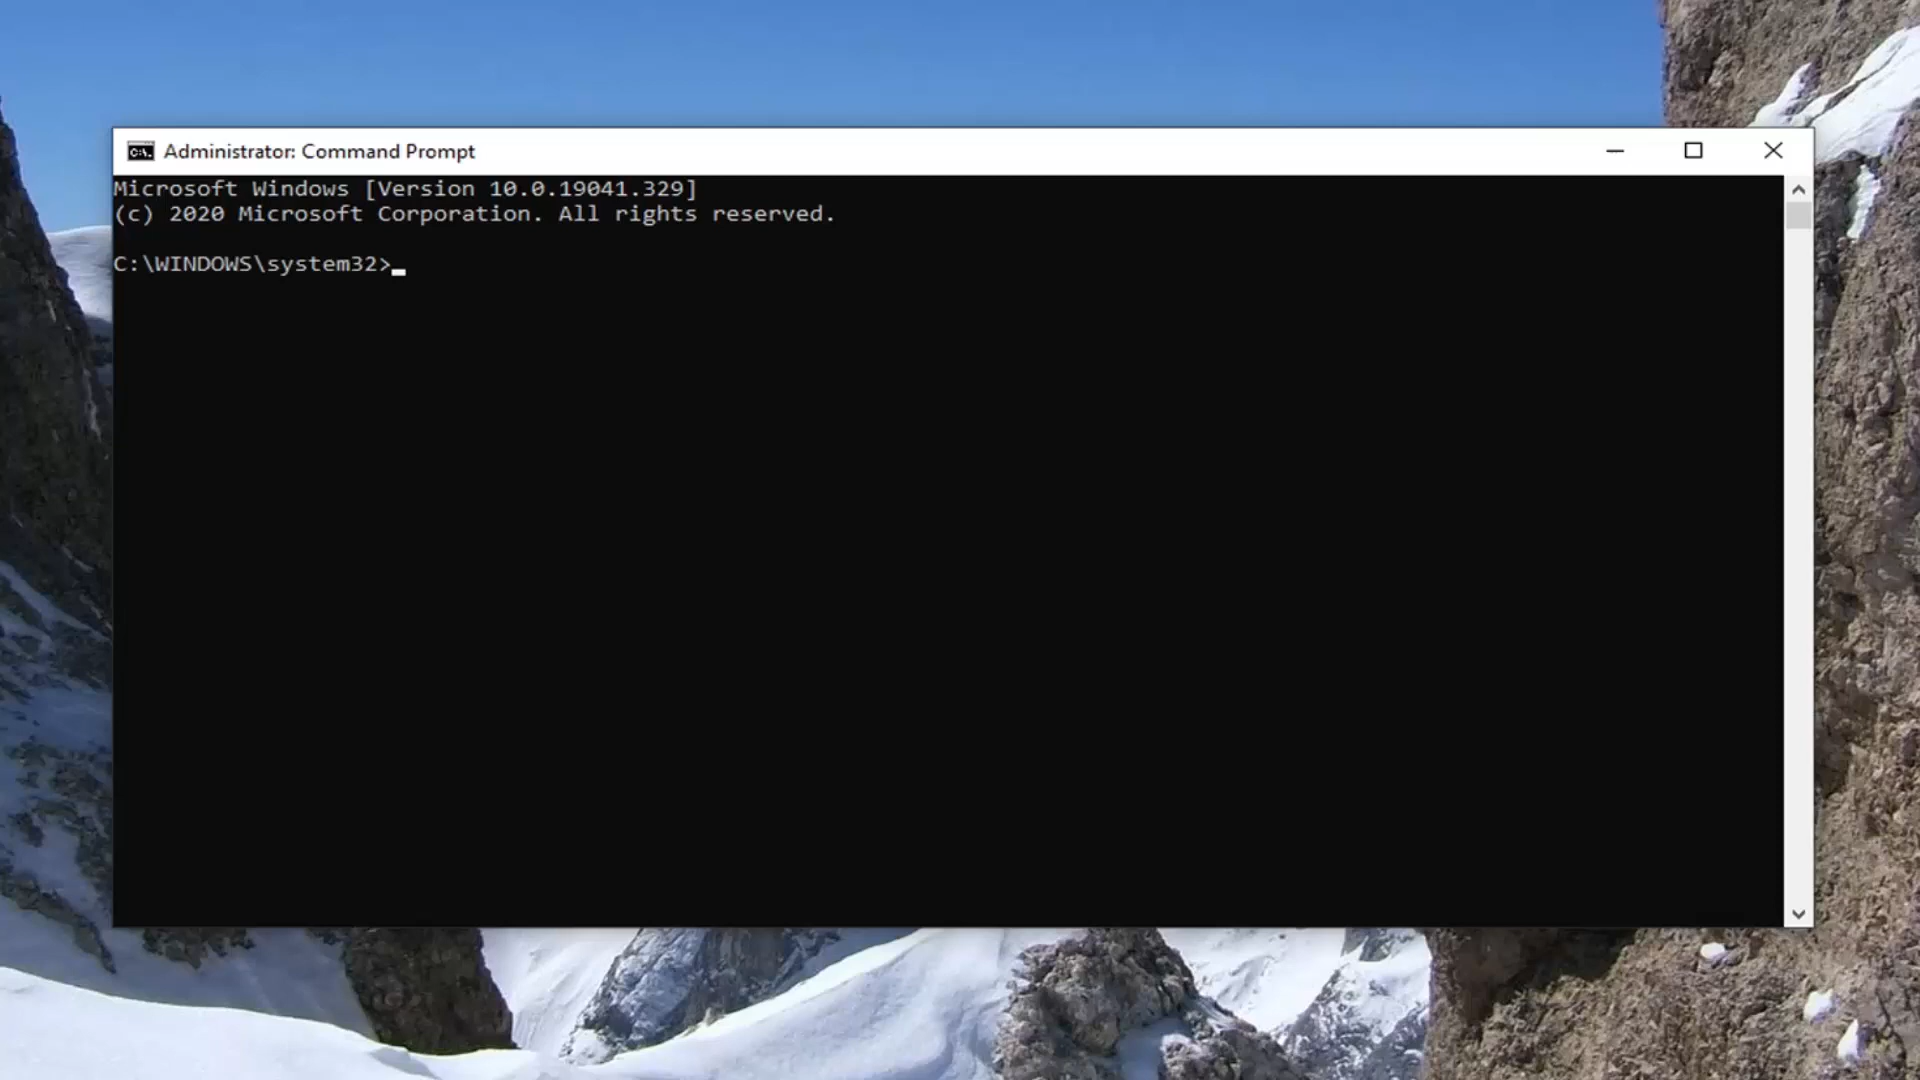 Administrator: Command Prompt
Microsoft Windows [Version 10.0.19041.329]
(c) 2020 Microsoft Corporation. All rights reserved.
C:\WINDOWS\system32>